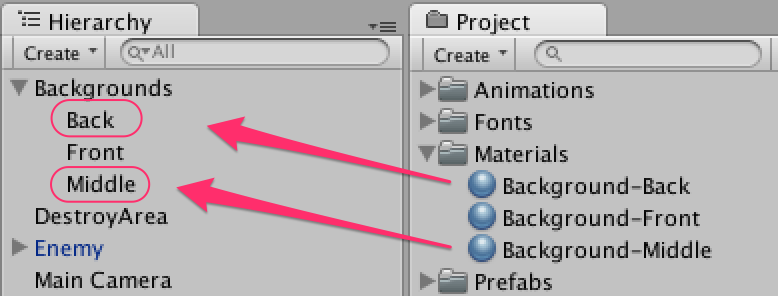 Hierarchy
Create
All
Backgrounds
Back
Front
Middle
DestroyArea
Enemy
Main Camera
Project
Create
Animations
Fonts
Materials
Background-Back
Background-Front
Background-Middle
Prefabs